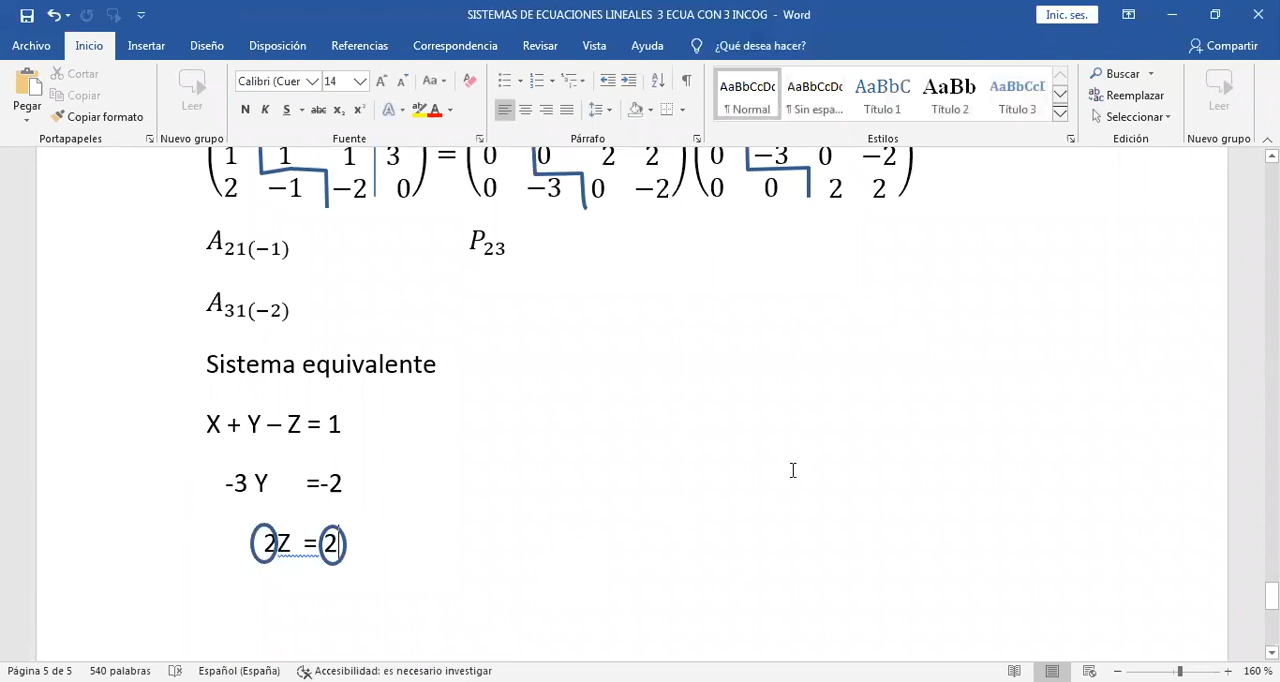 SISTEMAS DE ECUACIONES LINEALES 3 ECUA CON 3 INCOG - Word
Inic. ses.
Archivo Inicio Insertar Diseño Disposición Referencias Correspondencia Revisar Vista Ayuda ¿Qué desea hacer? Compartir
Pegar Cortar Copiar Copiar formato
Leer
Calibri (Cuer 14 A A Aa
N K S abc x₂ x² A ab A
AaBbCcDc AaBbCcDc AaBbC AaBb AaBbCcI
¶ Normal ¶ Sin espa... Título 1 Título 2 Título 3
Buscar
Reemplazar
Seleccionar
Leer
Portapapeles Nuevo grupo Fuente Párrafo Estilos Edición Nuevo grupo
1 1 1 3 = 0 0 2 2 0 −3 0 −2
2 −1 −2 0 0 −3 0 −2 0 0 2 2
A₂₁₍₋₁₎ P₂₃
A₃₁₍₋₂₎
Sistema equivalente
X + Y – Z = 1
-3 Y =-2
2Z = 2
Página 5 de 5 540 palabras Español (España) Accesibilidad: es necesario investigar 160 %